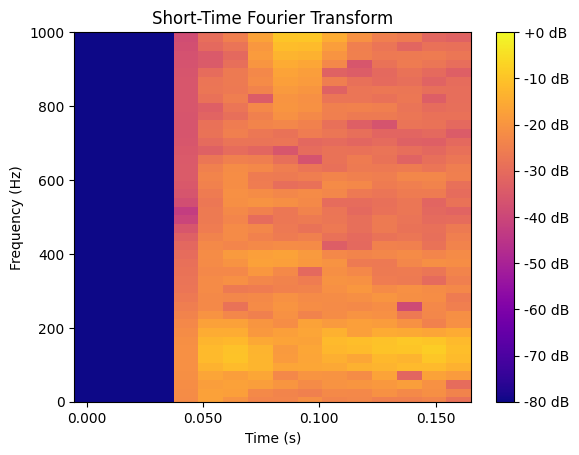 Short-Time Fourier Transform
1000
800
600
400
200
0
Frequency (Hz)
0.000
0.050
0.100
0.150
Time (s)
+0 dB
-10 dB
-20 dB
-30 dB
-40 dB
-50 dB
-60 dB
-70 dB
-80 dB